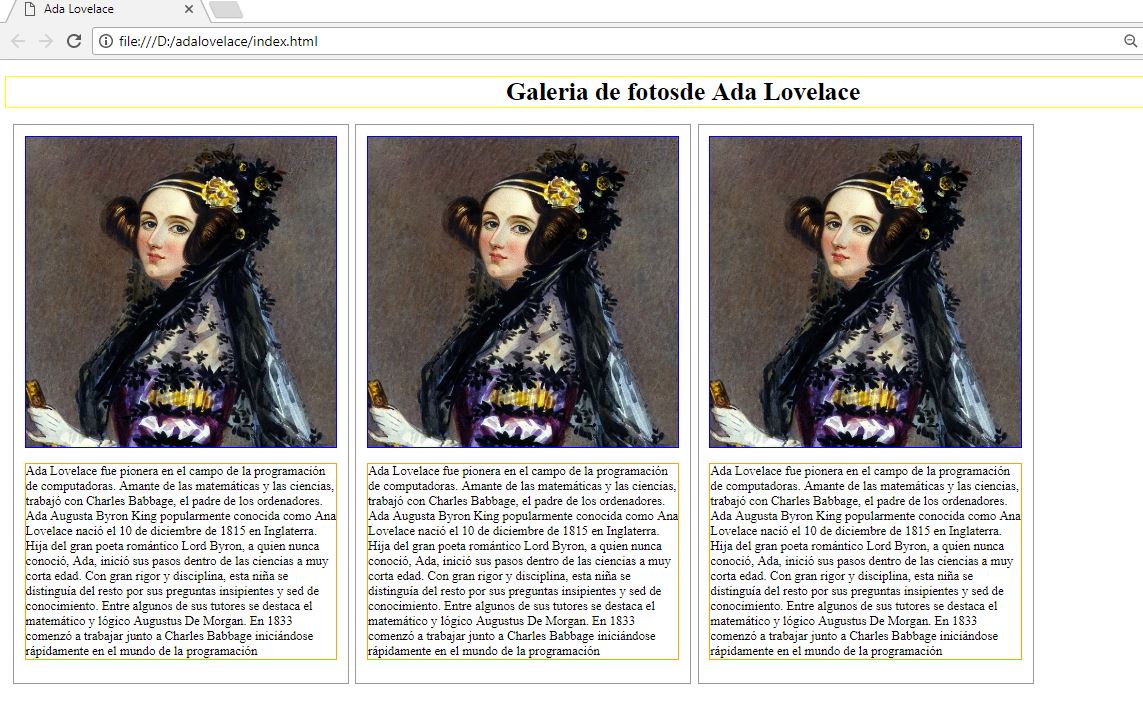 Ada Lovelace
file:///D:/adalovelace/index.html
Galeria de fotosde Ada Lovelace
Ada Lovelace fue pionera en el campo de la programación
de computadoras. Amante de las matemáticas y las ciencias,
trabajó con Charles Babbage, el padre de los ordenadores.
Ada Augusta Byron King popularmente conocida como Ana
Lovelace nació el 10 de diciembre de 1815 en Inglaterra.
Hija del gran poeta romántico Lord Byron, a quien nunca
conoció, Ada, inició sus pasos dentro de las ciencias a muy
corta edad. Con gran rigor y disciplina, esta niña se
distinguía del resto por sus preguntas insipientes y sed de
conocimiento. Entre algunos de sus tutores se destaca el
matemático y lógico Augustus De Morgan. En 1833
comenzó a trabajar junto a Charles Babbage iniciándose
rápidamente en el mundo de la programación
Ada Lovelace fue pionera en el campo de la programación
de computadoras. Amante de las matemáticas y las ciencias,
trabajó con Charles Babbage, el padre de los ordenadores.
Ada Augusta Byron King popularmente conocida como Ana
Lovelace nació el 10 de diciembre de 1815 en Inglaterra.
Hija del gran poeta romántico Lord Byron, a quien nunca
conoció, Ada, inició sus pasos dentro de las ciencias a muy
corta edad. Con gran rigor y disciplina, esta niña se
distinguía del resto por sus preguntas insipientes y sed de
conocimiento. Entre algunos de sus tutores se destaca el
matemático y lógico Augustus De Morgan. En 1833
comenzó a trabajar junto a Charles Babbage iniciándose
rápidamente en el mundo de la programación
Ada Lovelace fue pionera en el campo de la programación
de computadoras. Amante de las matemáticas y las ciencias,
trabajó con Charles Babbage, el padre de los ordenadores.
Ada Augusta Byron King popularmente conocida como Ana
Lovelace nació el 10 de diciembre de 1815 en Inglaterra.
Hija del gran poeta romántico Lord Byron, a quien nunca
conoció, Ada, inició sus pasos dentro de las ciencias a muy
corta edad. Con gran rigor y disciplina, esta niña se
distinguía del resto por sus preguntas insipientes y sed de
conocimiento. Entre algunos de sus tutores se destaca el
matemático y lógico Augustus De Morgan. En 1833
comenzó a trabajar junto a Charles Babbage iniciándose
rápidamente en el mundo de la programación